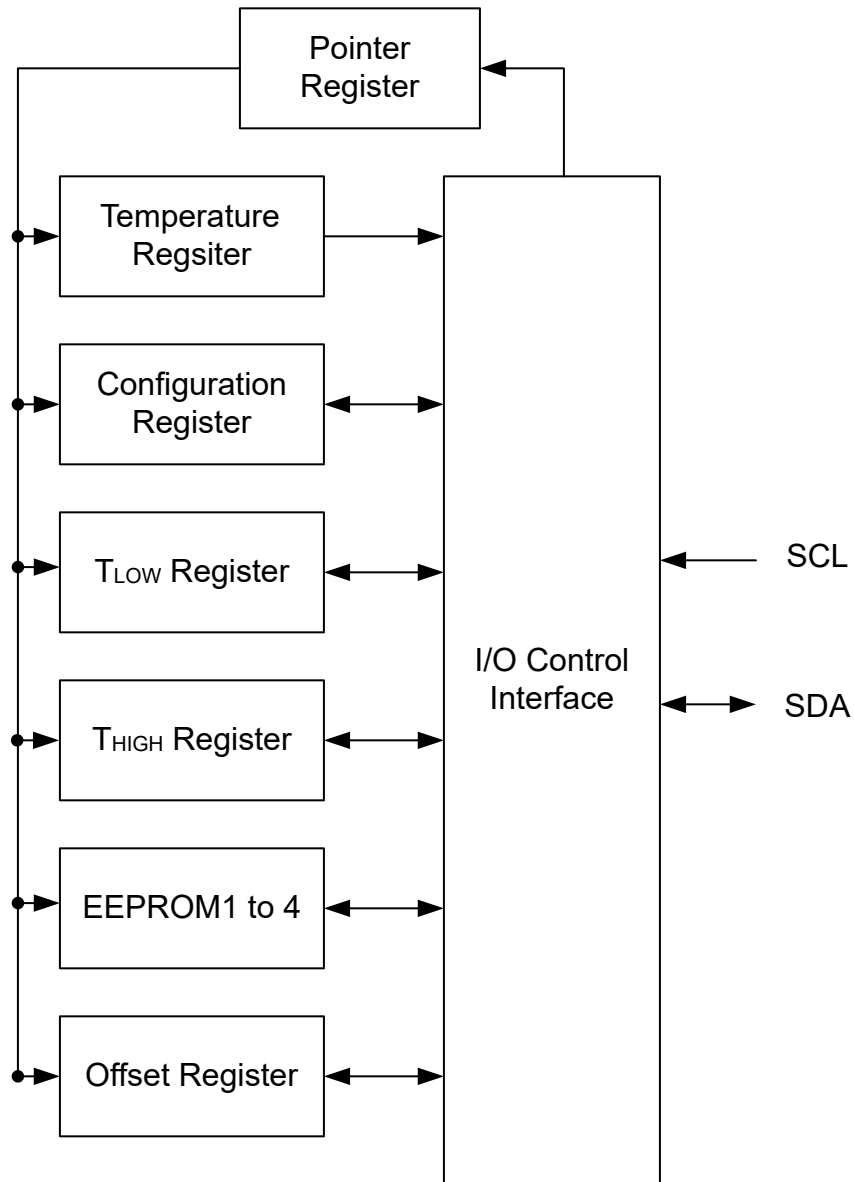 Pointer
Register
Temperature
Regsiter
Configuration
Register
TLOW Register
THIGH Register
EEPROM1 to 4
Offset Register
I/O Control
Interface
SCL
SDA